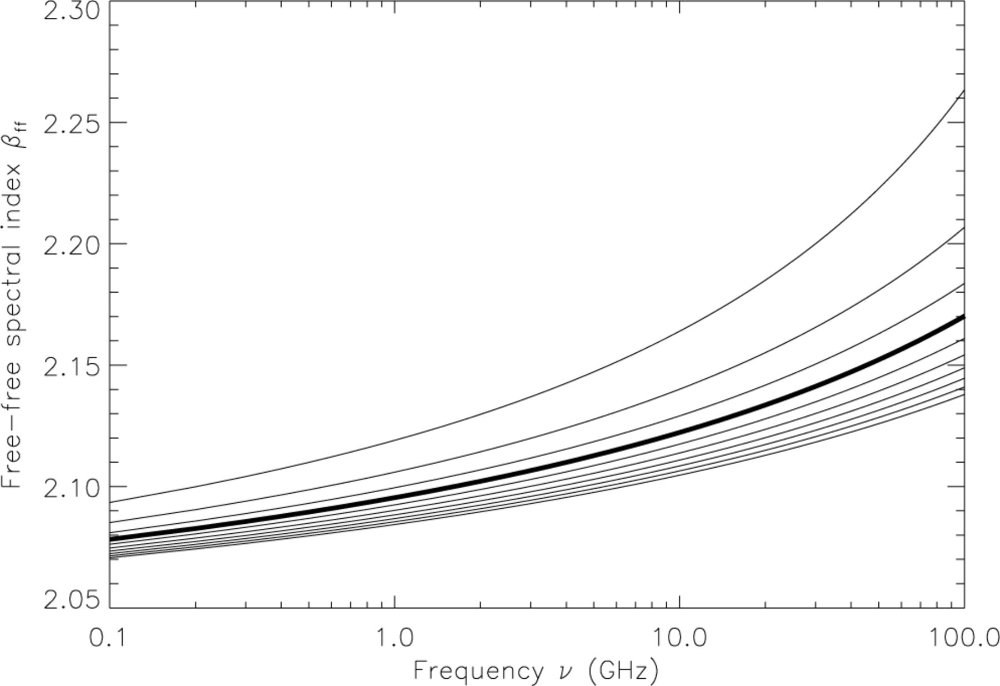 2.30
2.25
2.20
2.15
2.10
2.05
Free-free spectral index βff
0.1 1.0 10.0 100.0
Frequency ν (GHz)